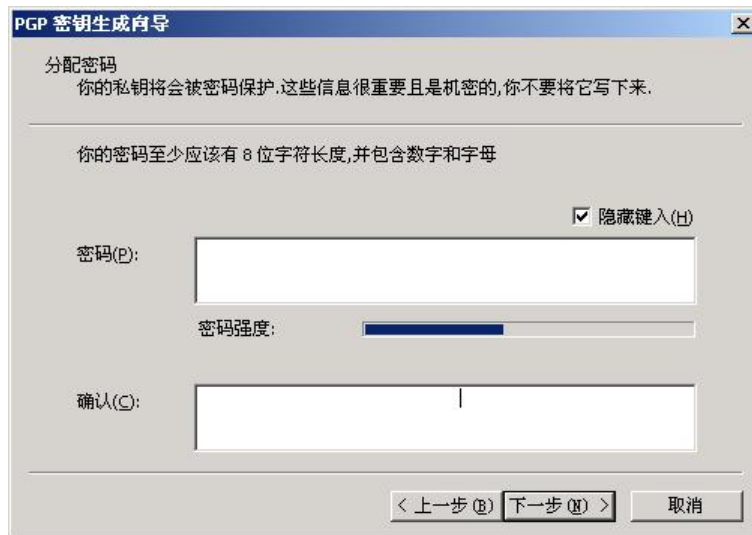 PGP 密钥生成向导
分配密码
你的私钥将会被密码保护.这些信息很重要且是机密的,你不要将它写下来.
你的密码至少应该有 8 位字符长度,并包含数字和字母
隐藏键入(H)
密码(P):
密码强度:
确认(C):
< 上一步(B) 下一步(N) > 取消